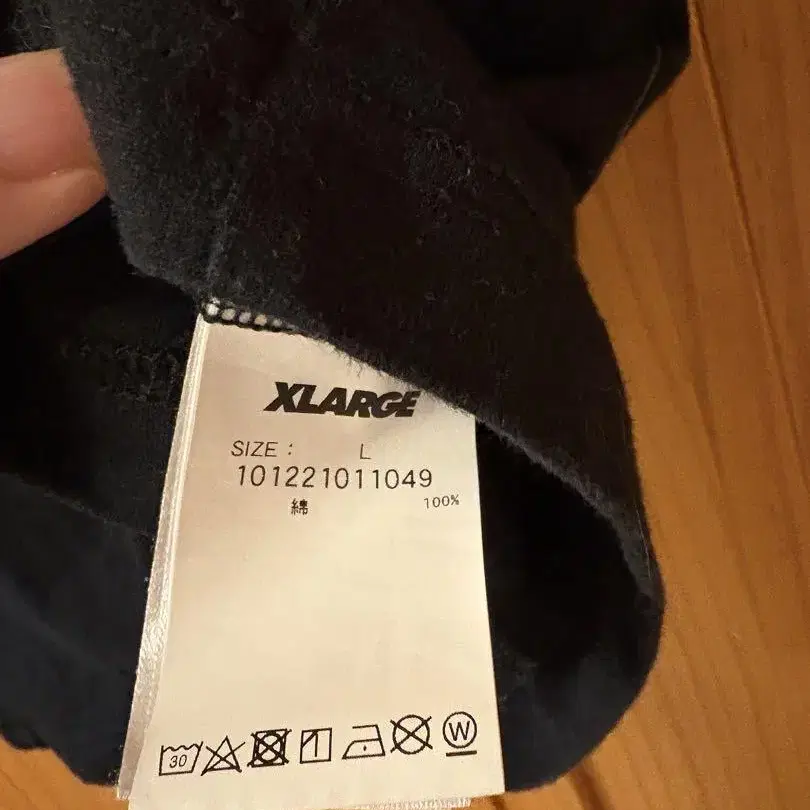 XLARGE
SIZE : L
101221011049
綿 100%
30 W